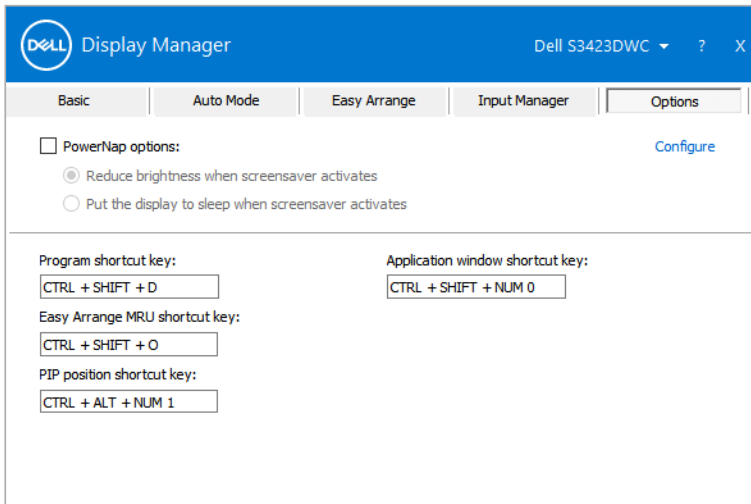 DELL Display Manager Dell S3423DWC ? X
Basic Auto Mode Easy Arrange Input Manager Options
PowerNap options: Configure
Reduce brightness when screensaver activates
Put the display to sleep when screensaver activates
Program shortcut key: Application window shortcut key:
CTRL + SHIFT + D CTRL + SHIFT + NUM 0
Easy Arrange MRU shortcut key:
CTRL + SHIFT + O
PIP position shortcut key:
CTRL + ALT + NUM 1